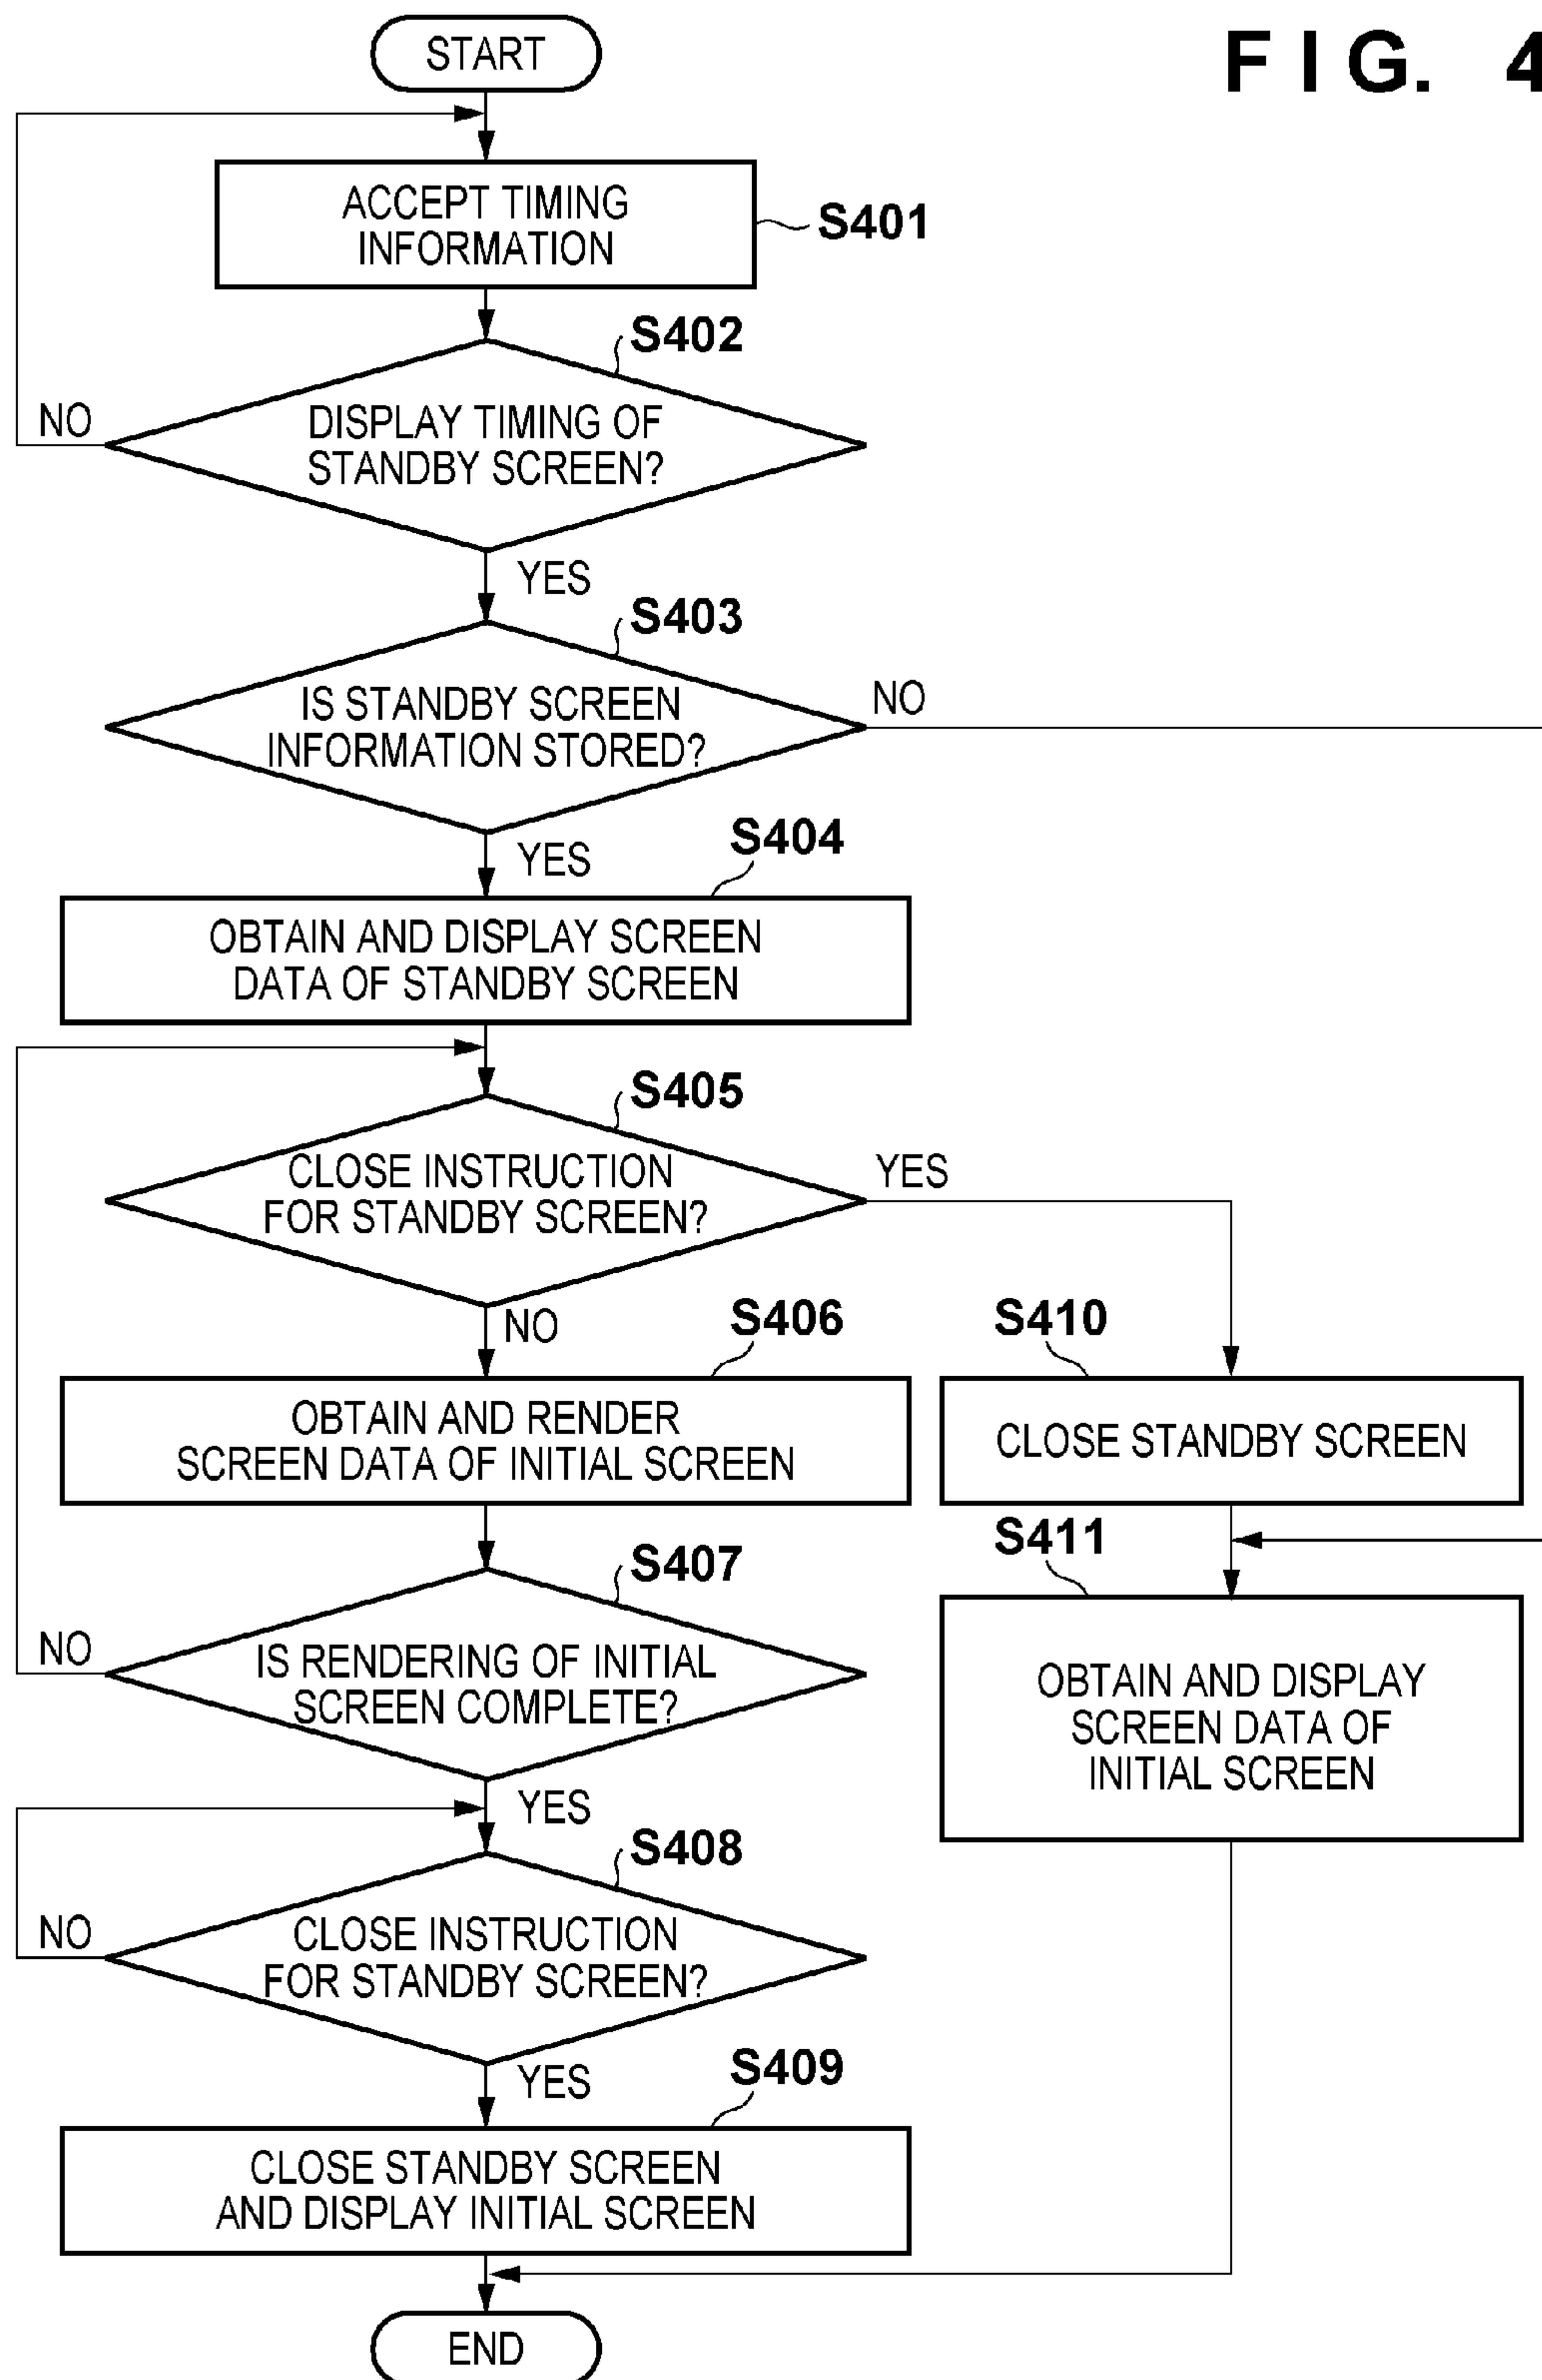 FIG. 4
START
ACCEPT TIMING
INFORMATION
S401
S402
DISPLAY TIMING OF
STANDBY SCREEN?
NO
YES
S403
IS STANDBY SCREEN
INFORMATION STORED?
NO
YES
S404
OBTAIN AND DISPLAY SCREEN
DATA OF STANDBY SCREEN
S405
CLOSE INSTRUCTION
FOR STANDBY SCREEN?
YES
NO
S406
OBTAIN AND RENDER
SCREEN DATA OF INITIAL SCREEN
S410
CLOSE STANDBY SCREEN
S407
IS RENDERING OF INITIAL
SCREEN COMPLETE?
NO
YES
S411
OBTAIN AND DISPLAY
SCREEN DATA OF
INITIAL SCREEN
S408
CLOSE INSTRUCTION
FOR STANDBY SCREEN?
NO
YES
S409
CLOSE STANDBY SCREEN
AND DISPLAY INITIAL SCREEN
END